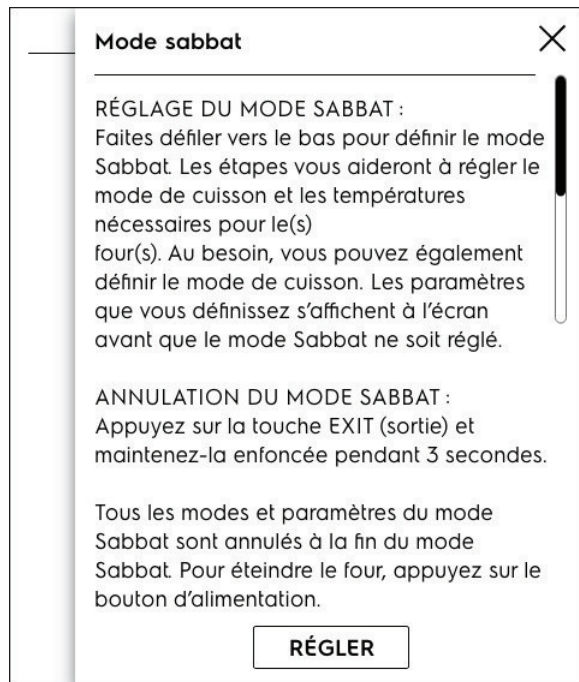 Mode sabbat
RÉGLAGE DU MODE SABBAT :
Faites défiler vers le bas pour définir le mode
Sabbat. Les étapes vous aideront à régler le
mode de cuisson et les températures
nécessaires pour le(s)
four(s). Au besoin, vous pouvez également
définir le mode de cuisson. Les paramètres
que vous définissez s’affichent à l’écran
avant que le mode Sabbat ne soit réglé.
ANNULATION DU MODE SABBAT :
Appuyez sur la touche EXIT (sortie) et
maintenez-la enfoncée pendant 3 secondes.
Tous les modes et paramètres du mode
Sabbat sont annulés à la fin du mode
Sabbat. Pour éteindre le four, appuyez sur le
bouton d’alimentation.
RÉGLER